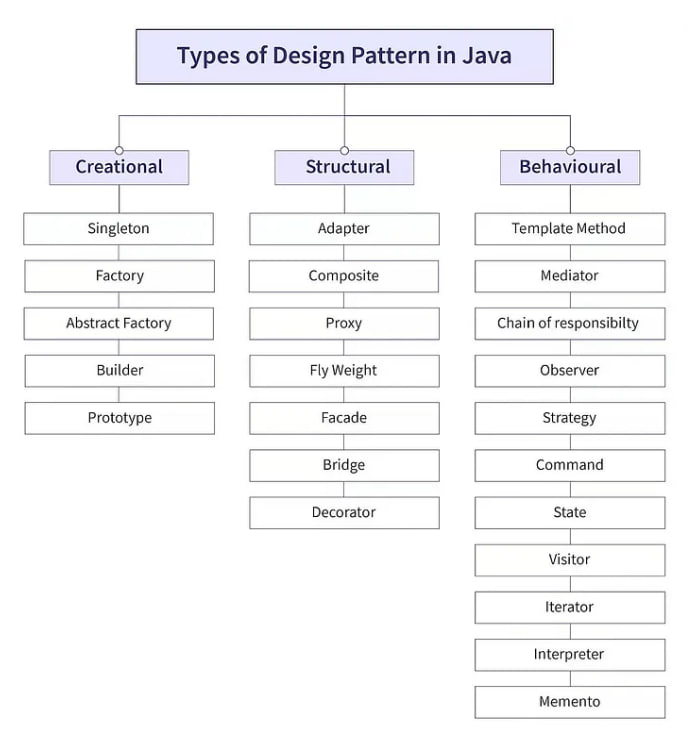 Types of Design Pattern in Java
Creational
Structural
Behavioural
Singleton
Factory
Abstract Factory
Builder
Prototype
Adapter
Composite
Proxy
Fly Weight
Facade
Bridge
Decorator
Template Method
Mediator
Chain of responsibilty
Observer
Strategy
Command
State
Visitor
Iterator
Interpreter
Memento